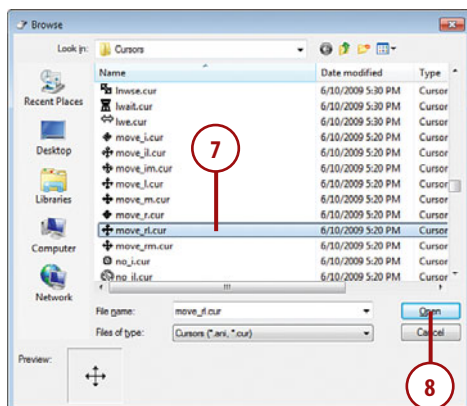 Browse
Look in: Cursors
Name Date modified Type
lnwse.cur 6/10/2009 5:30 PM Cursor
lwait.cur 6/10/2009 5:30 PM Cursor
lwe.cur 6/10/2009 5:30 PM Cursor
move_i.cur 6/10/2009 5:20 PM Cursor
move_il.cur 6/10/2009 5:20 PM Cursor
move_im.cur 6/10/2009 5:20 PM Cursor
move_l.cur 6/10/2009 5:20 PM Cursor
move_m.cur 6/10/2009 5:20 PM Cursor
move_r.cur 6/10/2009 5:20 PM Cursor
move_rl.cur 6/10/2009 5:20 PM Cursor
move_rm.cur 6/10/2009 5:20 PM Cursor
no_i.cur 6/10/2009 5:20 PM Cursor
no_il.cur 6/10/2009 5:20 PM Cursor
Recent Places
Desktop
Libraries
Computer
Network
7
File name: move_rl.cur Open
Files of type: Cursors (*.ani, *.cur) Cancel
Preview:
8